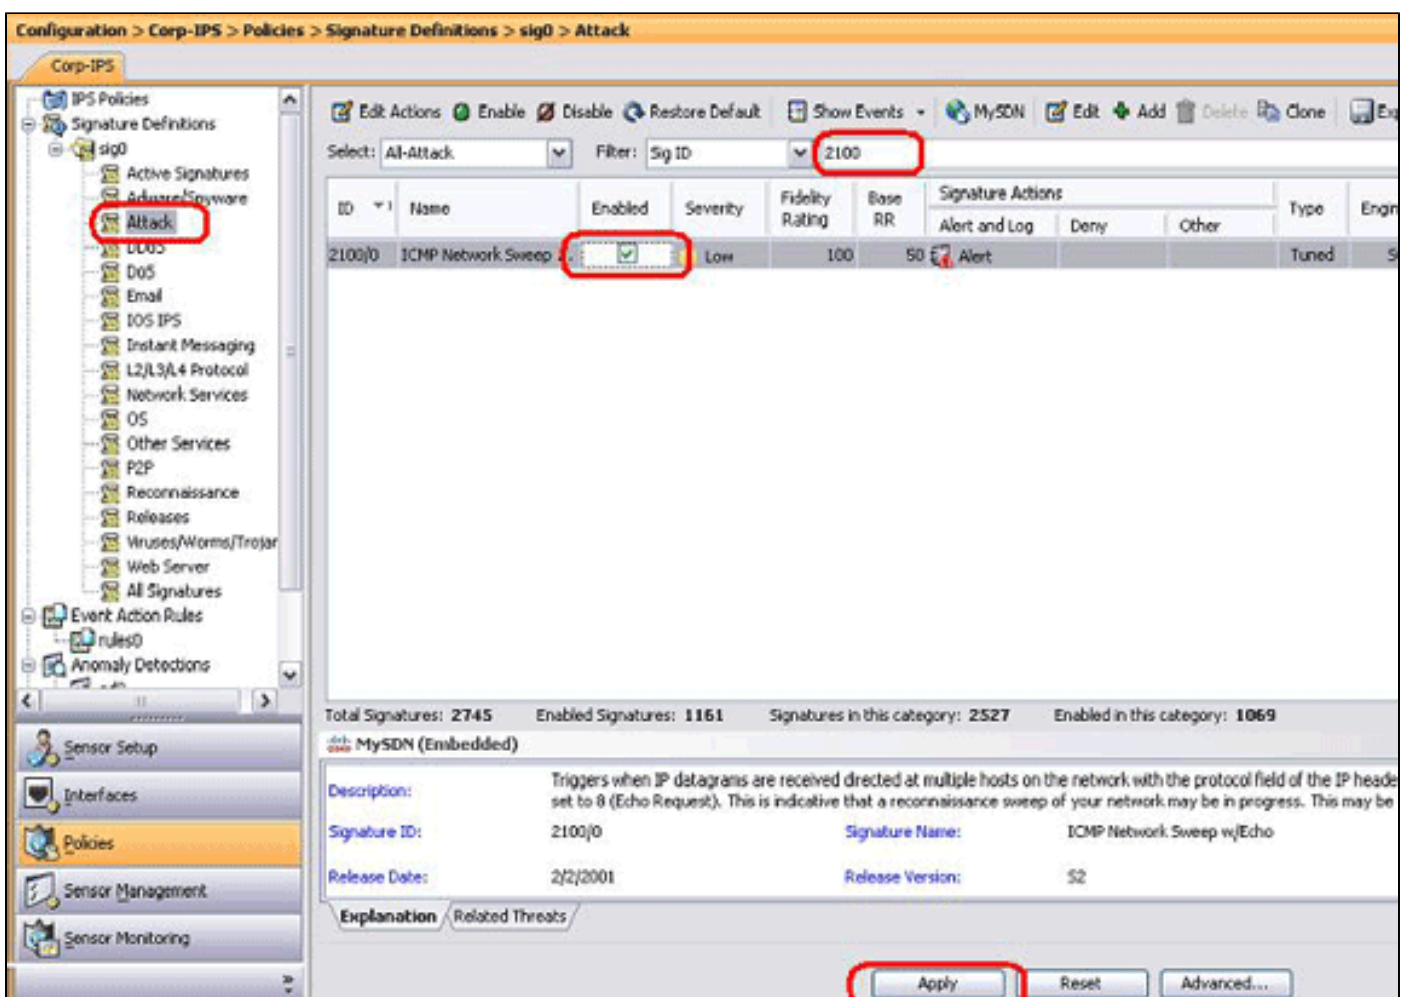 Configuration > Corp-IPS > Policies > Signature Definitions > sig0 > Attack
Corp-IPS
IPS Policies
Signature Definitions
sig0
Active Signatures
Adware/Spyware
Attack
DDoS
DoS
Email
IOS IPS
Instant Messaging
L2/L3/L4 Protocol
Network Services
OS
Other Services
P2P
Reconnaissance
Releases
Viruses/Worms/Trojan
Web Server
All Signatures
Event Action Rules
rules0
Anomaly Detections
Sensor Setup
Interfaces
Policies
Sensor Management
Sensor Monitoring
Edit Actions Enable Disable Restore Default Show Events MySDN Edit Add Delete Clone Exp
Select: All-Attack Filter: Sig ID 2100
ID Name Enabled Severity Fidelity Rating Base RR Signature Actions Type Engin
Alert and Log Deny Other
2100/0 ICMP Network Sweep Low 100 50 Alert Tuned S
Total Signatures: 2745 Enabled Signatures: 1161 Signatures in this category: 2527 Enabled in this category: 1069
MySDN (Embedded)
Description: Triggers when IP datagrams are received directed at multiple hosts on the network with the protocol field of the IP heade
set to 8 (Echo Request). This is indicative that a reconnaissance sweep of your network may be in progress. This may be
Signature ID: 2100/0 Signature Name: ICMP Network Sweep w/Echo
Release Date: 2/2/2001 Release Version: S2
Explanation Related Threats
Apply Reset Advanced...